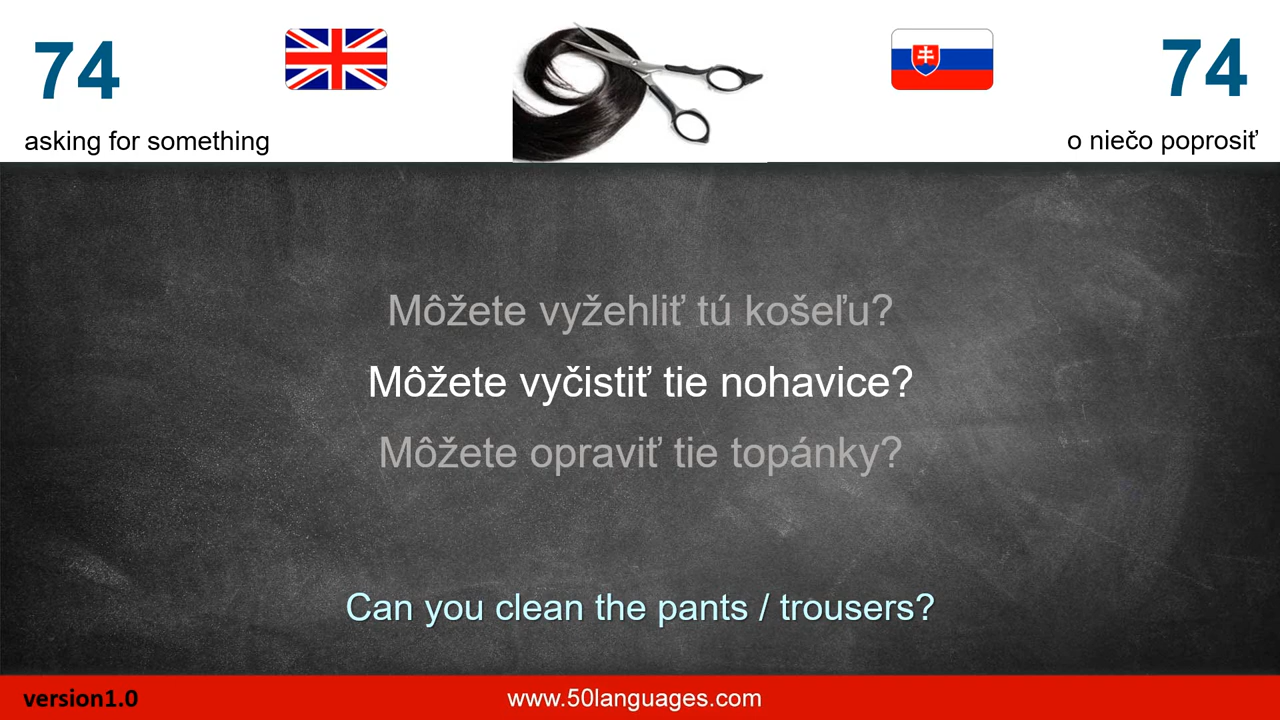 74
74
asking for something
o niečo poprosiť
Môžete vyžehliť tú košeľu?
Môžete vyčistiť tie nohavice?
Môžete opraviť tie topánky?
Can you clean the pants / trousers?
version1.0
www.50languages.com